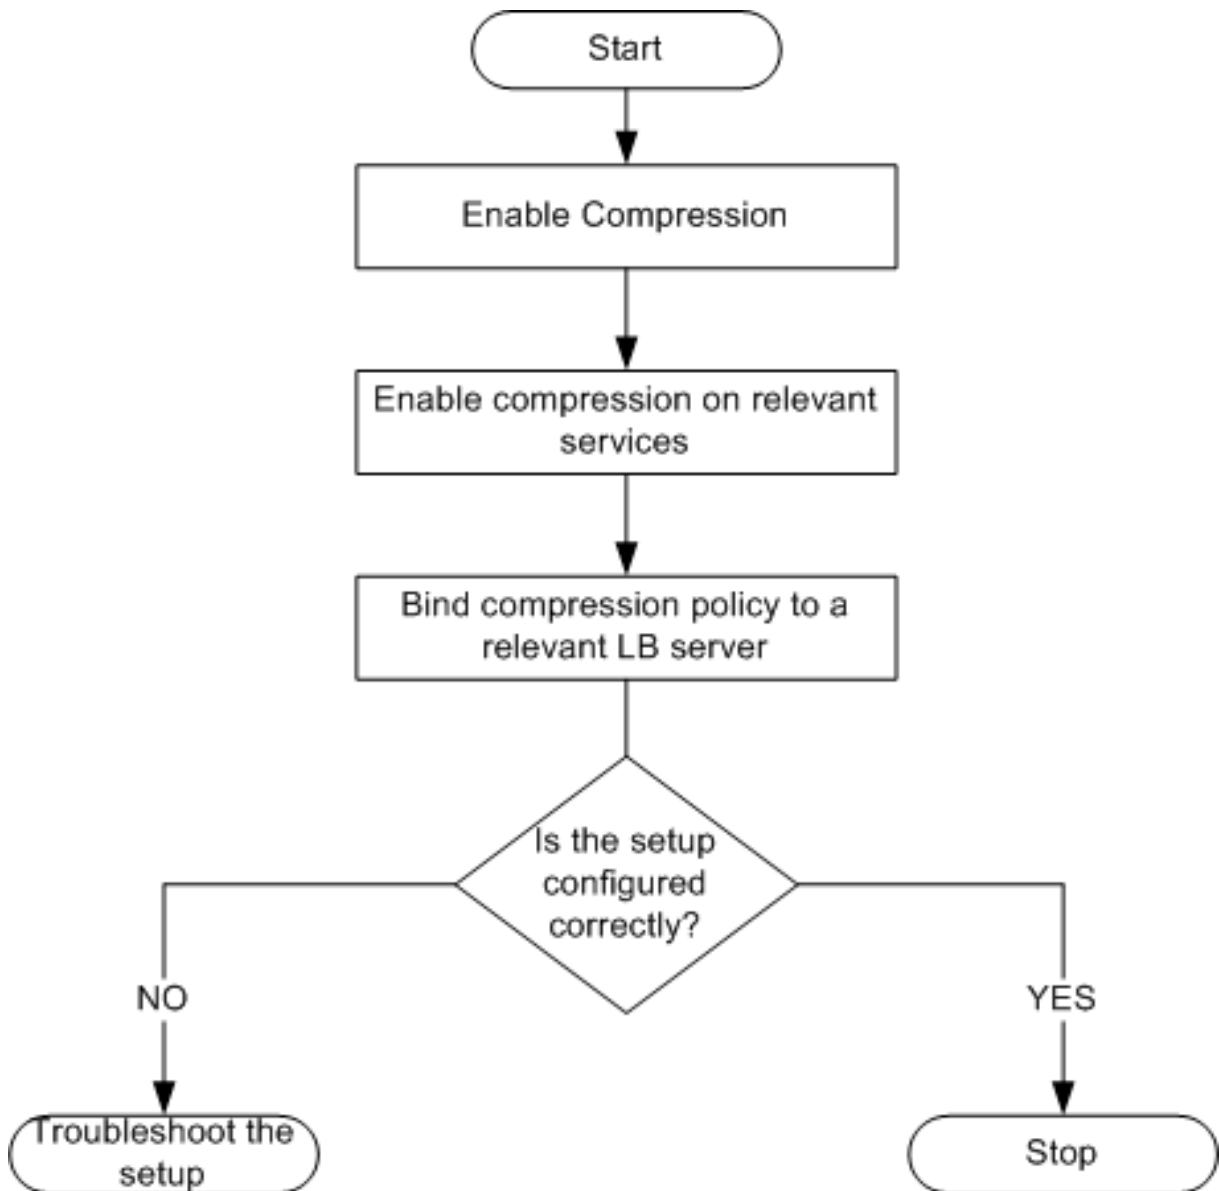 Start
Enable Compression
Enable compression on relevant
services
Bind compression policy to a
relevant LB server
Is the setup
configured
correctly?
NO
YES
Troubleshoot the
setup
Stop